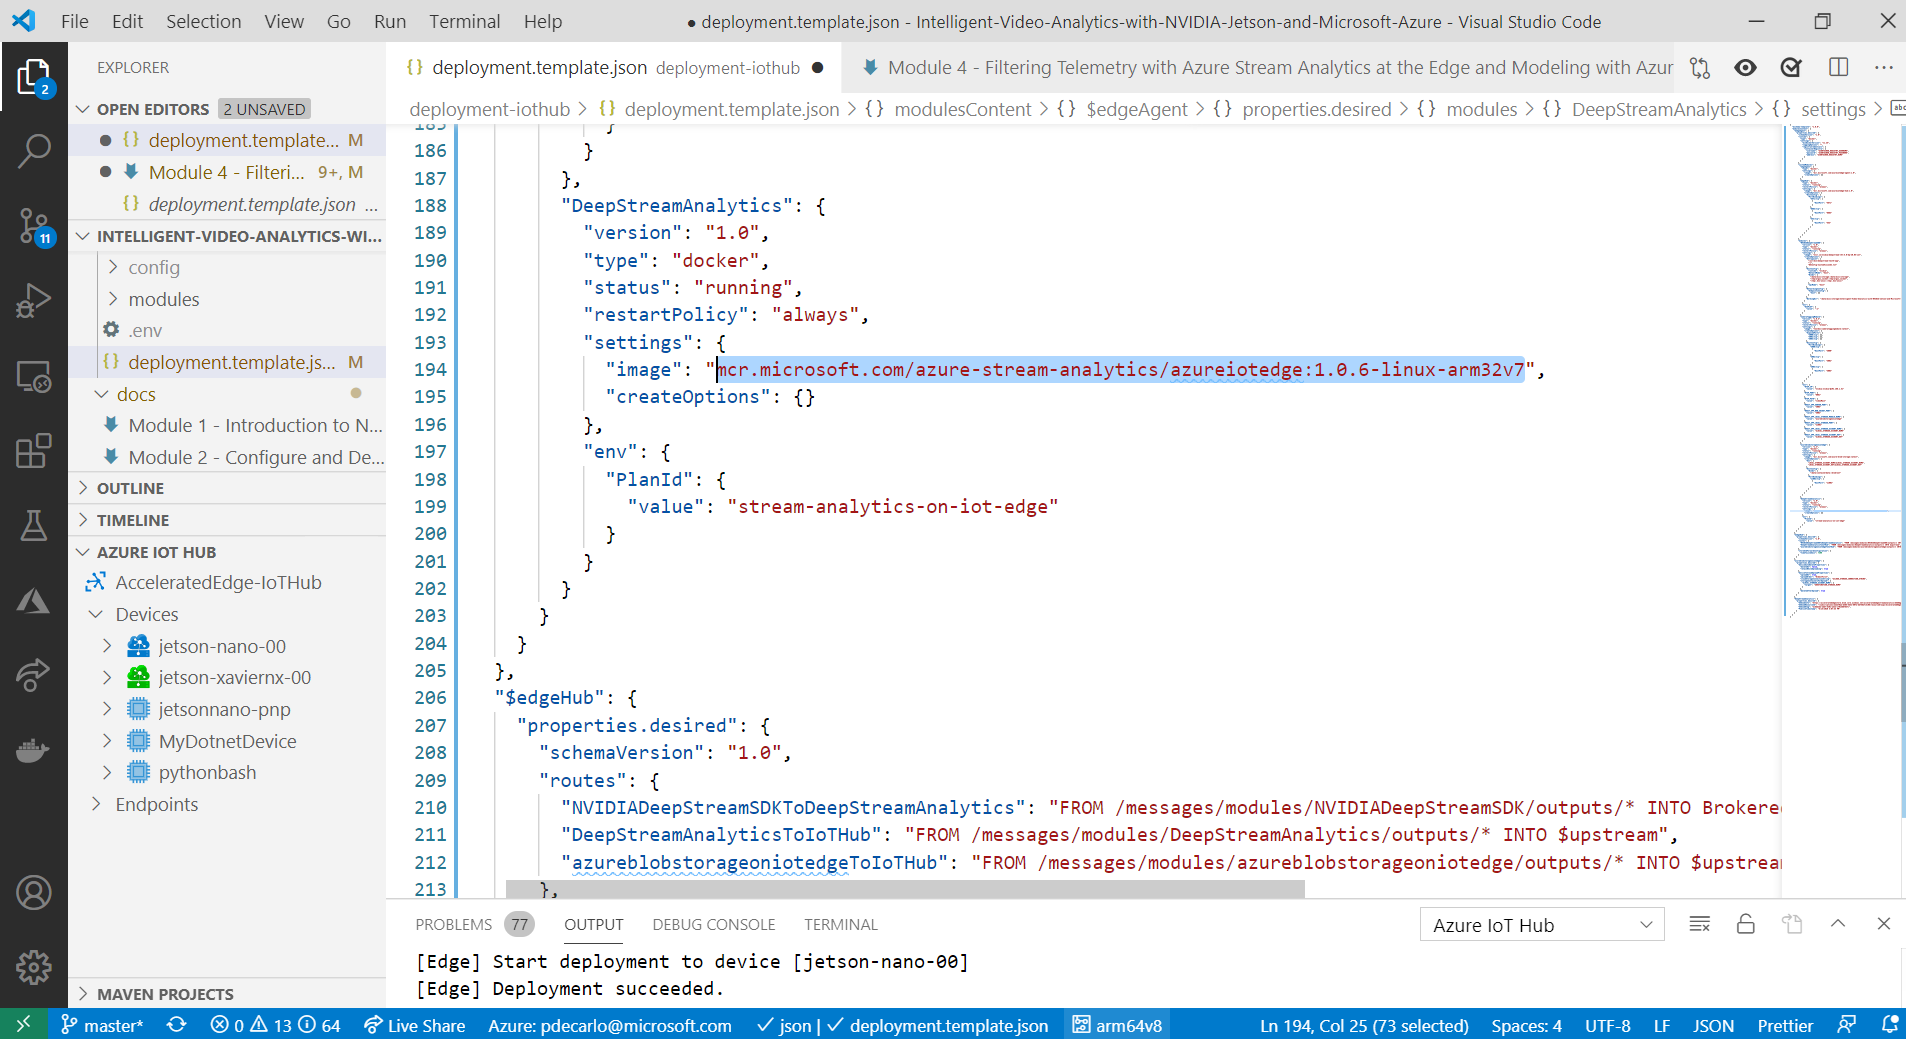 File Edit Selection View Go Run Terminal Help
● deployment.template.json - Intelligent-Video-Analytics-with-NVIDIA-Jetson-and-Microsoft-Azure - Visual Studio Code
EXPLORER
{} deployment.template.json deployment-iothub ●
Module 4 - Filtering Telemetry with Azure Stream Analytics at the Edge and Modeling with Azur
deployment-iothub > {} deployment.template.json > {} modulesContent > {} $edgeAgent > {} properties.desired > {} modules > {} DeepStreamAnalytics > {} settings > abc
2
11
OPEN EDITORS 2 UNSAVED
{} deployment.template... M
Module 4 - Filteri... 9+, M
{} deployment.template.json ...
INTELLIGENT-VIDEO-ANALYTICS-WI...
config
modules
.env
{} deployment.template.js... M
docs
Module 1 - Introduction to N...
Module 2 - Configure and De...
OUTLINE
TIMELINE
AZURE IOT HUB
AcceleratedEdge-IoTHub
Devices
jetson-nano-00
jetson-xaviernx-00
jetsonnano-pnp
MyDotnetDevice
pythonbash
Endpoints
MAVEN PROJECTS
185 }
186 }
187 },
188 "DeepStreamAnalytics": {
189 "version": "1.0",
190 "type": "docker",
191 "status": "running",
192 "restartPolicy": "always",
193 "settings": {
194 "image": "mcr.microsoft.com/azure-stream-analytics/azureiotedge:1.0.6-linux-arm32v7",
195 "createOptions": {}
196 },
197 "env": {
198 "PlanId": {
199 "value": "stream-analytics-on-iot-edge"
200 }
201 }
202 }
203 }
204 }
205 },
206 "$edgeHub": {
207 "properties.desired": {
208 "schemaVersion": "1.0",
209 "routes": {
210 "NVIDIADeepStreamSDKToDeepStreamAnalytics": "FROM /messages/modules/NVIDIADeepStreamSDK/outputs/* INTO Brokere
211 "DeepStreamAnalyticsToIoTHub": "FROM /messages/modules/DeepStreamAnalytics/outputs/* INTO $upstream",
212 "azureblobstorageoniotedgeToIoTHub": "FROM /messages/modules/azureblobstorageoniotedge/outputs/* INTO $upstrea
213 },
PROBLEMS 77 OUTPUT DEBUG CONSOLE TERMINAL
Azure IoT Hub
[Edge] Start deployment to device [jetson-nano-00]
[Edge] Deployment succeeded.
master* 0 13 64 Live Share Azure: pdecarlo@microsoft.com json | deployment.template.json arm64v8 Ln 194, Col 25 (73 selected) Spaces: 4 UTF-8 LF JSON Prettier